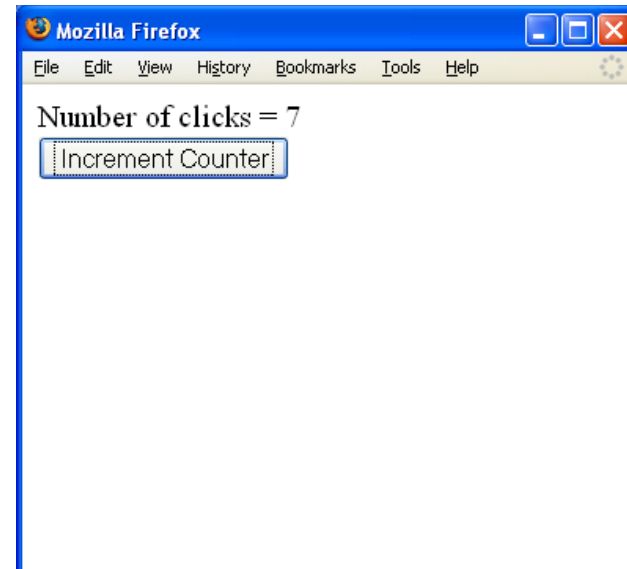 Mozilla Firefox
File Edit View History Bookmarks Tools Help
Number of clicks = 7
Increment Counter